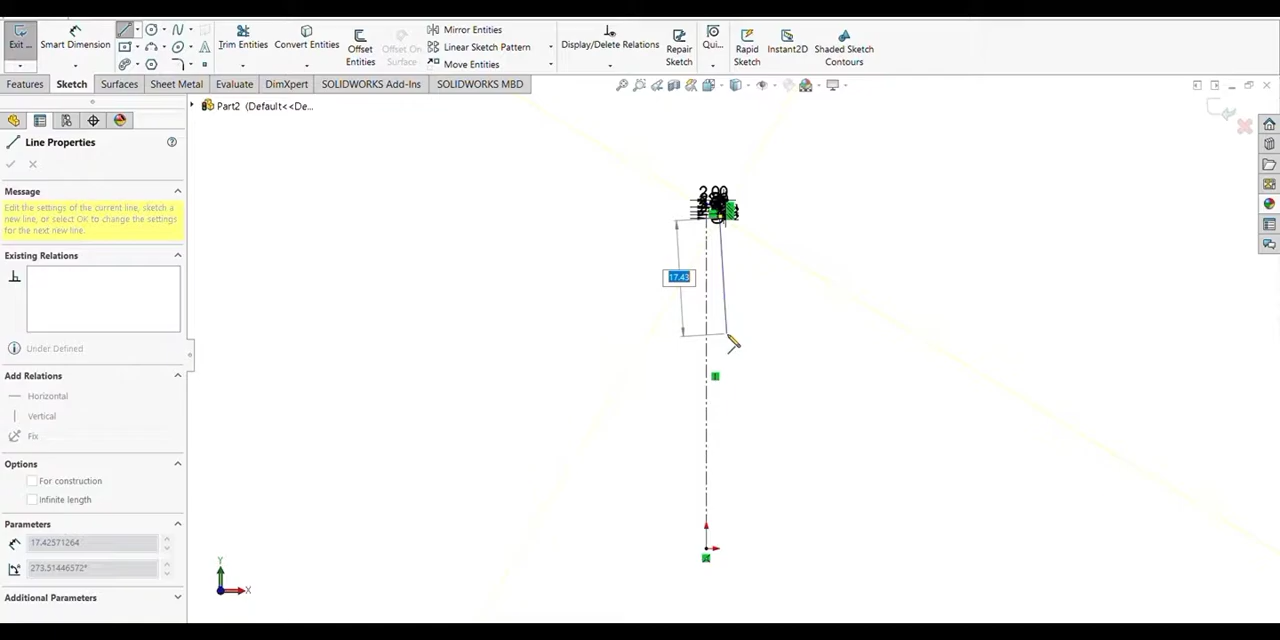 Exit ...
Smart Dimension
Trim Entities
Convert Entities
Offset Entities
Offset On Surface
Mirror Entities
Linear Sketch Pattern
Move Entities
Display/Delete Relations
Repair Sketch
Qui...
Rapid Sketch
Instant2D
Shaded Sketch Contours
Features
Sketch
Surfaces
Sheet Metal
Evaluate
DimXpert
SOLIDWORKS Add-Ins
SOLIDWORKS MBD
Part2 (Default<<De...
Line Properties
Message
Edit the settings of the current line, sketch a
new line, or select OK to change the settings
for the next new line.
Existing Relations
Under Defined
Add Relations
Horizontal
Vertical
Fix
Options
For construction
Infinite length
Parameters
17.42571264
273.51446572°
Additional Parameters
17.43
Y
X